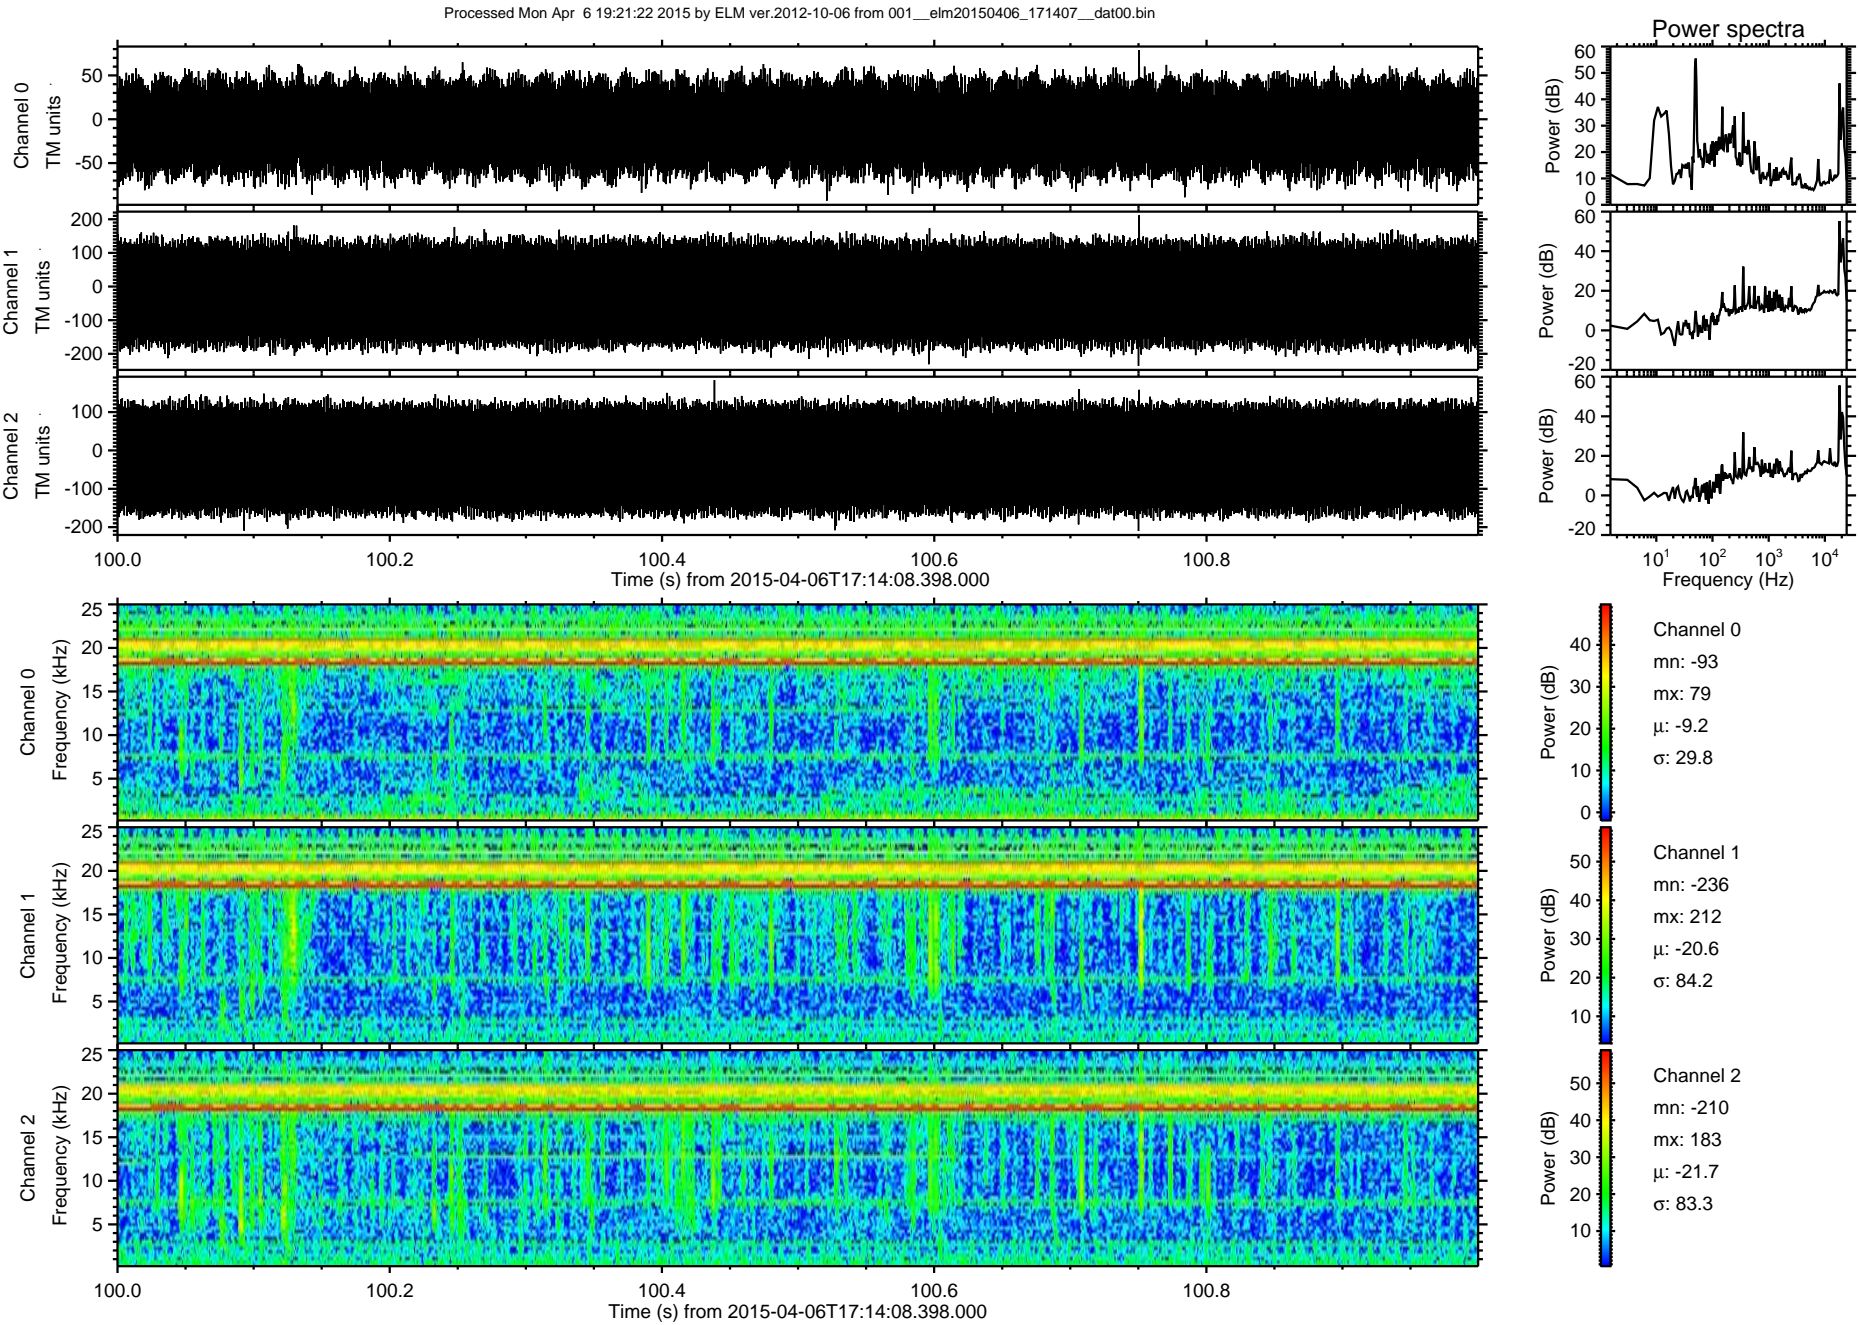 Processed Mon Apr  6 19:21:22 2015 by ELM ver.2012-10-06 from 001__elm20150406_171407__dat00.bin
Power spectra
Channel 0
TM units
50
0
-50
Power (dB)
60
50
40
30
20
10
0
Channel 1
TM units
200
100
0
-100
-200
Power (dB)
60
40
20
0
-20
Channel 2
TM units
100
0
-100
-200
Power (dB)
60
40
20
0
-20
100.0 100.2 100.4 100.6 100.8
Time (s) from 2015-04-06T17:14:08.398.000
10^1 10^2 10^3 10^4
Frequency (Hz)
Channel 0
Frequency (kHz)
25
20
15
10
5
Power (dB)
40
30
20
10
0
Channel 0
mn: -93
mx: 79
μ: -9.2
σ: 29.8
Channel 1
Frequency (kHz)
25
20
15
10
5
Power (dB)
50
40
30
20
10
Channel 1
mn: -236
mx: 212
μ: -20.6
σ: 84.2
Channel 2
Frequency (kHz)
25
20
15
10
5
Power (dB)
50
40
30
20
10
Channel 2
mn: -210
mx: 183
μ: -21.7
σ: 83.3
100.0 100.2 100.4 100.6 100.8
Time (s) from 2015-04-06T17:14:08.398.000